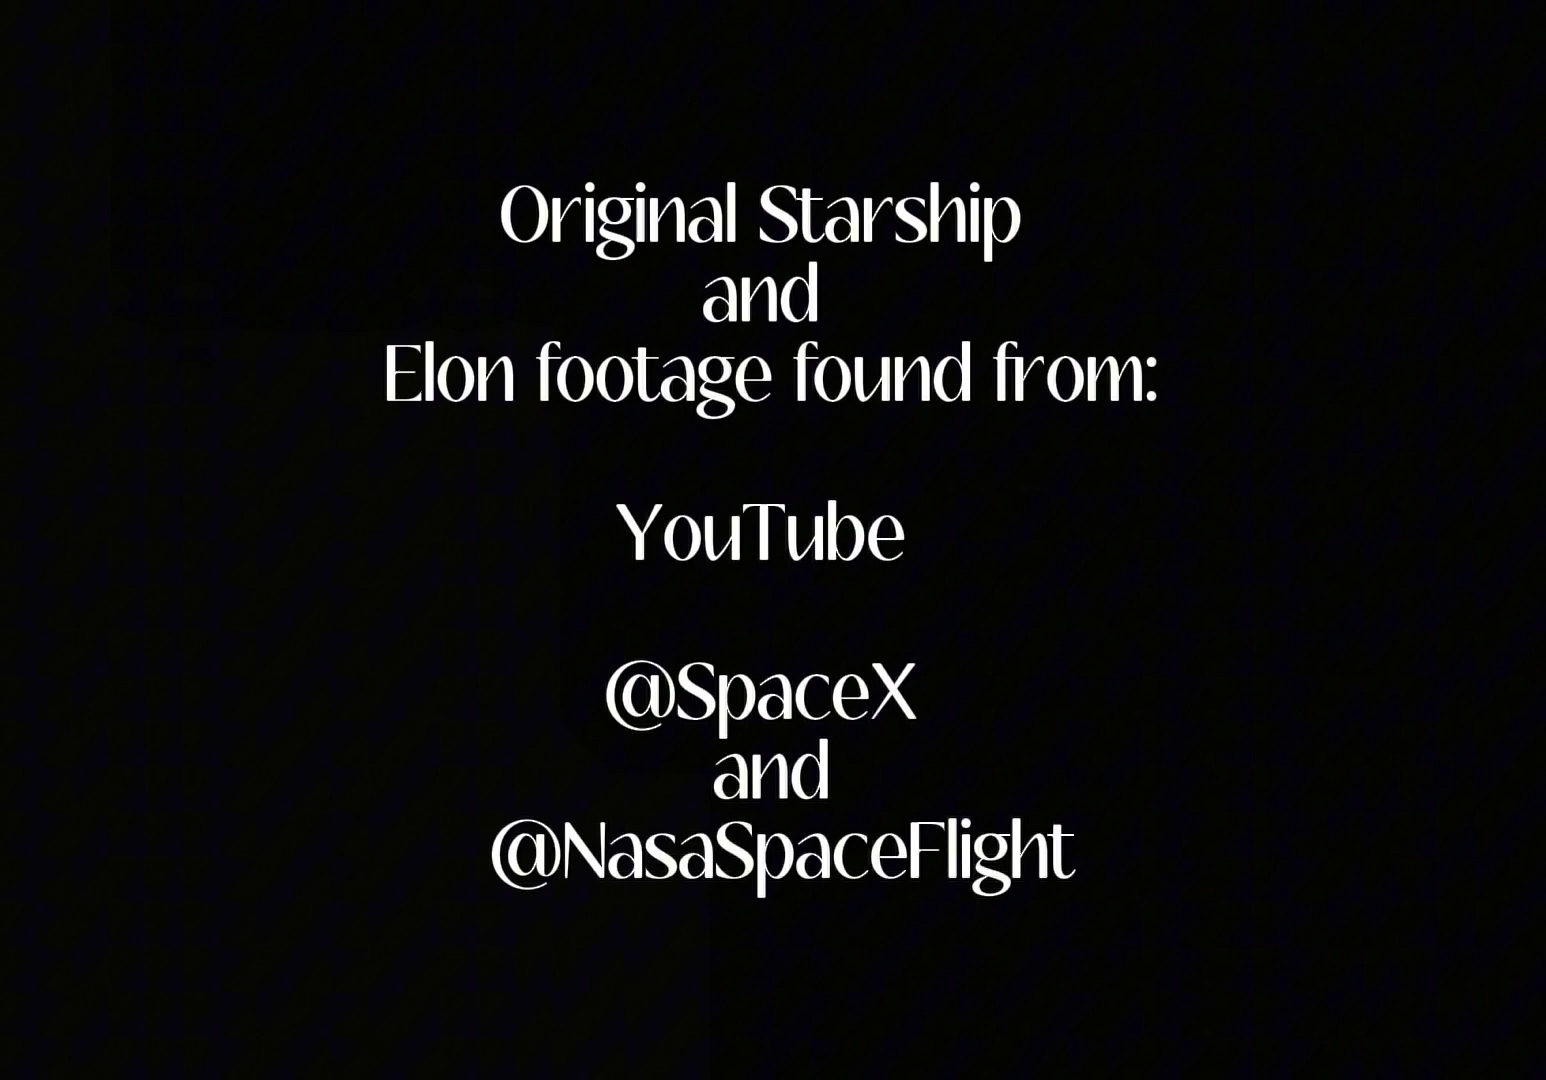 Original Starship
and
Elon footage found from:
YouTube
@SpaceX
and
@NasaSpaceFlight